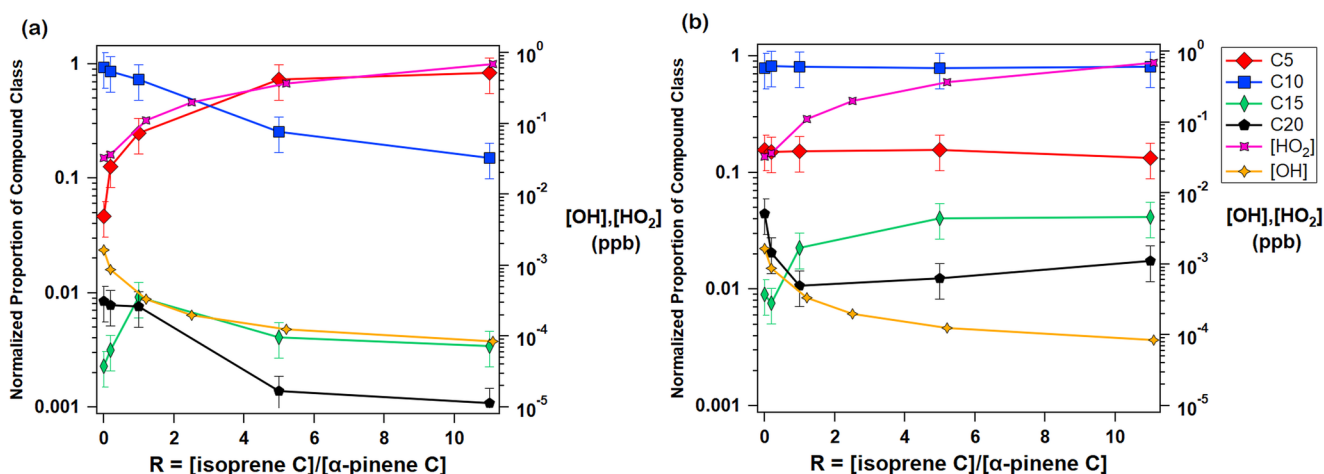 (a)
Normalized Proportion of Compound Class
1
0.1
0.01
0.001
0
2
4
6
8
10
R = [isoprene C]/[α-pinene C]
10⁰
10⁻¹
10⁻²
10⁻³
10⁻⁴
10⁻⁵
[OH],[HO₂]
(ppb)
(b)
Normalized Proportion of Compound Class
1
0.1
0.01
0.001
0
2
4
6
8
10
R = [isoprene C]/[α-pinene C]
10⁰
10⁻¹
10⁻²
10⁻³
10⁻⁴
10⁻⁵
C5
C10
C15
C20
[HO₂]
[OH]
[OH],[HO₂]
(ppb)